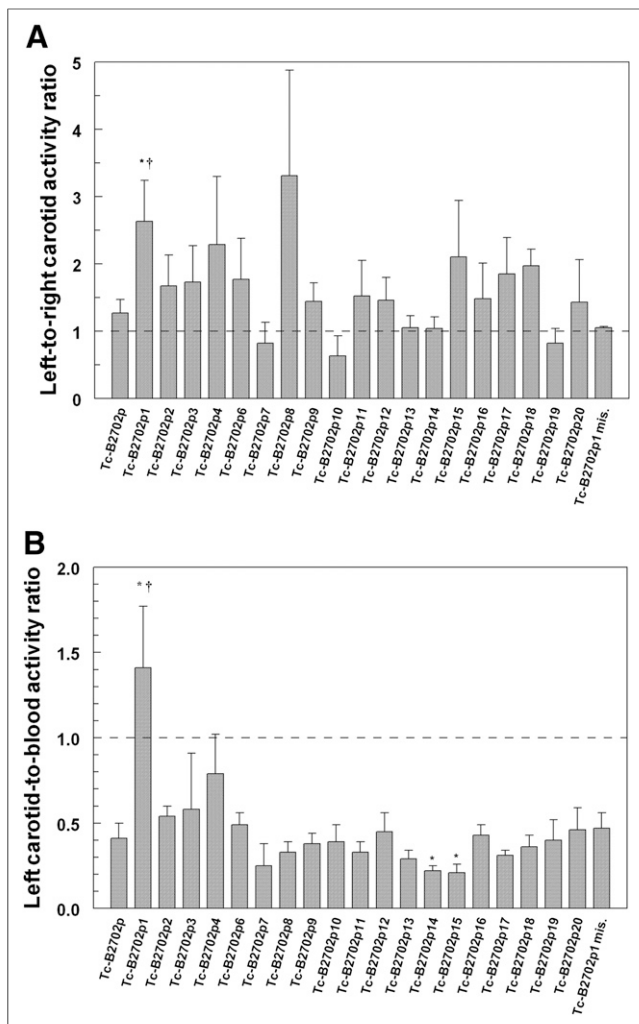 A
Left-to-right carotid activity ratio
5
4
3
2
1
0
*†
Tc-B2702p
Tc-B2702p1
Tc-B2702p2
Tc-B2702p3
Tc-B2702p4
Tc-B2702p6
Tc-B2702p7
Tc-B2702p8
Tc-B2702p9
Tc-B2702p10
Tc-B2702p11
Tc-B2702p12
Tc-B2702p13
Tc-B2702p14
Tc-B2702p15
Tc-B2702p16
Tc-B2702p17
Tc-B2702p18
Tc-B2702p19
Tc-B2702p20
Tc-B2702p1 mis.
B
Left carotid-to-blood activity ratio
2.0
1.5
1.0
0.5
0.0
* †
*
*
Tc-B2702p
Tc-B2702p1
Tc-B2702p2
Tc-B2702p3
Tc-B2702p4
Tc-B2702p6
Tc-B2702p7
Tc-B2702p8
Tc-B2702p9
Tc-B2702p10
Tc-B2702p11
Tc-B2702p12
Tc-B2702p13
Tc-B2702p14
Tc-B2702p15
Tc-B2702p16
Tc-B2702p17
Tc-B2702p18
Tc-B2702p19
Tc-B2702p20
Tc-B2702p1 mis.